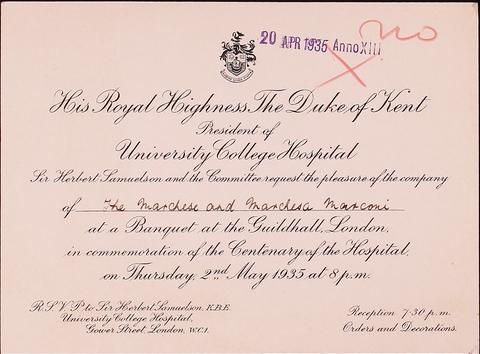 20 APR 1935 Anno XIII
no
His Royal Highness, The Duke of Kent
President of
University College Hospital
Sir Herbert Samuelson and the Committee request the pleasure of the company
of The Marchese and Marchesa Marconi
at a Banquet at the Guildhall, London,
in commemoration of the Centenary of the Hospital,
on Thursday, 2nd May 1935 at 8 p.m.
R.S.V.P. to Sir Herbert Samuelson, K.B.E.
University College Hospital,
Gower Street, London, W.C.1.
Reception 7·30 p.m.
Orders and Decorations.